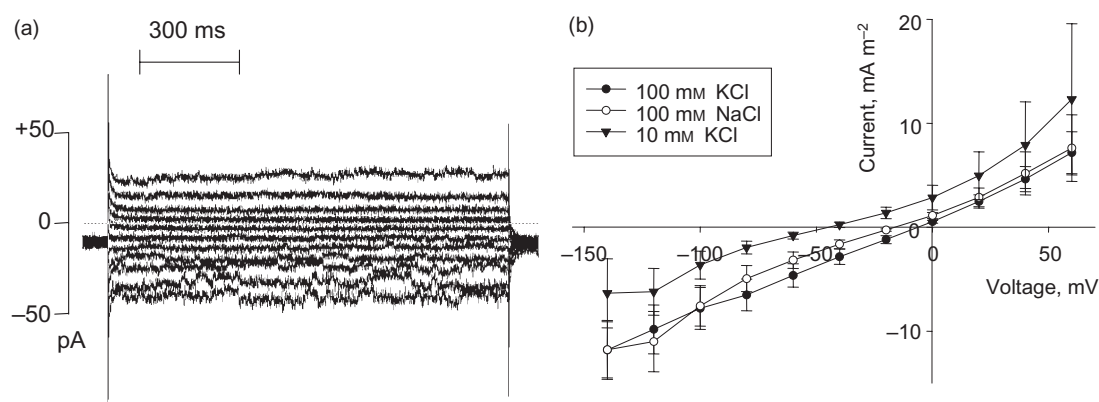 (a)
300 ms
+50
0
–50
pA
(b)
100 mM KCl
100 mM NaCl
10 mM KCl
Current, mA m–2
20
10
0
–10
–150
–100
–50
0
50
Voltage, mV